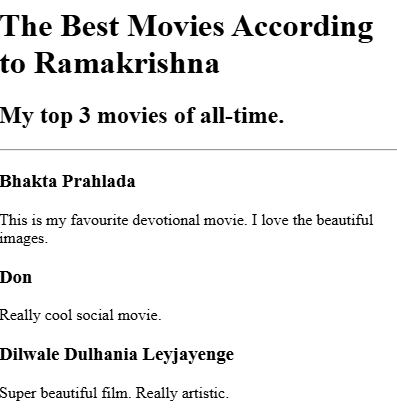 The Best Movies According
to Ramakrishna
My top 3 movies of all-time.
Bhakta Prahlada
This is my favourite devotional movie. I love the beautiful
images.
Don
Really cool social movie.
Dilwale Dulhania Leyjayenge
Super beautiful film. Really artistic.